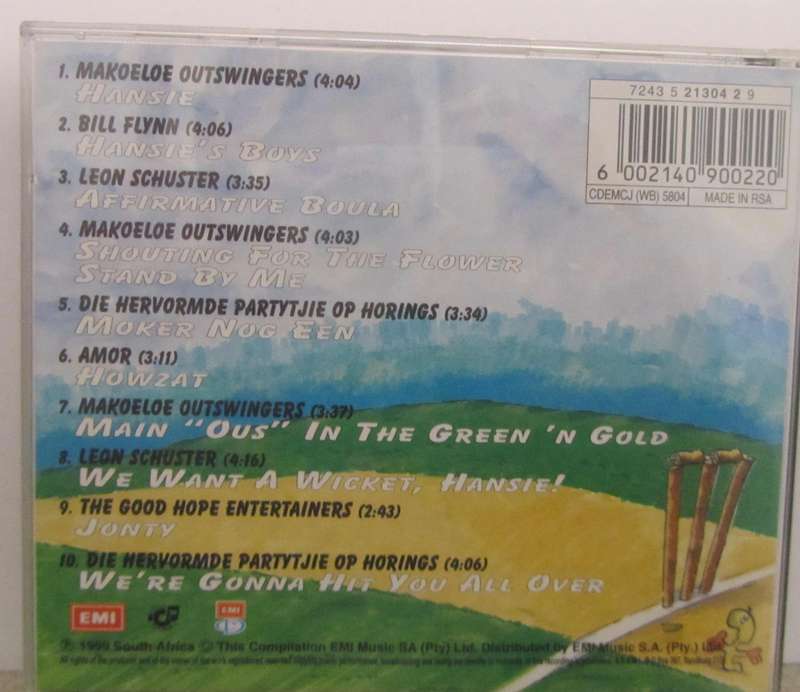 1. MAKOELOE OUTSWINGERS (4:04)
HANSIE
2. BILL FLYNN (4:06)
HANSIE'S BOYS
3. LEON SCHUSTER (3:35)
AFFIRMATIVE BOULA
4. MAKOELOE OUTSWINGERS (4:03)
SHOUTING FOR THE FLOWER
STAND BY ME
5. DIE HERVORMDE PARTYTJIE OP HORINGS (3:34)
MOKER NOG EEN
6. AMOR (3:11)
HOWZAT
7. MAKOELOE OUTSWINGERS (3:37)
MAIN "OUS" IN THE GREEN 'N GOLD
8. LEON SCHUSTER (4:16)
WE WANT A WICKET, HANSIE!
9. THE GOOD HOPE ENTERTAINERS (2:43)
JONTY
10. DIE HERVORMDE PARTYTJIE OP HORINGS (4:06)
WE'RE GONNA HIT YOU ALL OVER
7243 5 21304 2 9
6 002140 900220
CDEMCJ (WB) 5804 MADE IN RSA
EMI
EMI
℗ 1999 South Africa © This Compilation EMI Music SA (Pty) Ltd. Distributed by EMI Music S.A. (Pty.)